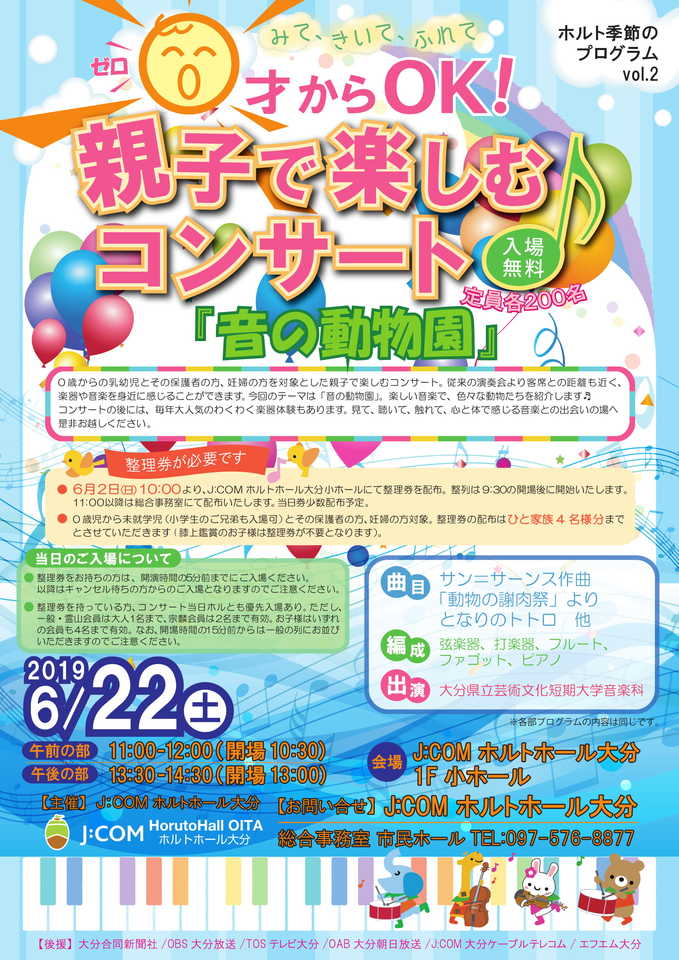 みて、きいて、ふれて
ホルト季節の
プログラム
vol.2
ゼロ
才からOK!
親子で楽しむ
コンサート
入場
無料
定員各200名
『音の動物園』
0歳からの乳幼児とその保護者の方、妊婦の方を対象とした親子で楽しむコンサート。従来の演奏会より客席との距離も近く、
楽器や音楽を身近に感じることができます。今回のテーマは「音の動物園」。楽しい音楽で、色々な動物たちを紹介します♫
コンサートの後には、毎年大人気のわくわく楽器体験もあります。見て、聴いて、触れて、心と体で感じる音楽との出会いの場へ
是非お越しください。
整理券が必要です
● 6月2日(日)10:00より、J:COM ホルトホール大分小ホールにて整理券を配布。整列は9:30の開場後に開始いたします。
11:00以降は総合事務室にて配布いたします。当日券少数配布予定。
● 0歳児から未就学児(小学生のご兄弟も入場可)とその保護者の方、妊婦の方対象。整理券の配布はひと家族4名様分まで
とさせていただきます(膝上鑑賞のお子様は整理券が不要となります)。
当日のご入場について
● 整理券をお持ちの方は、開演時間の5分前までにご入場ください。
以降はキャンセル待ちの方からのご入場となりますのでご注意ください。
● 整理券を持っている方、コンサート当日ホルとも優先入場あり。ただし、
一般・霊山会員は大人1名まで、宗麟会員は2名まで有効。お子様はいずれ
の会員も4名まで有効。なお、開場時間の15分前からは一般の列にお並び
いただきますのでご注意ください。
曲目 サン=サーンス作曲
「動物の謝肉祭」より
となりのトトロ 他
編成 弦楽器、打楽器、フルート、
ファゴット、ピアノ
出演 大分県立芸術文化短期大学音楽科
※各部プログラムの内容は同じです。
2019
6/22土
午前の部 11:00-12:00(開場10:30)
午後の部 13:30-14:30(開場13:00)
会場 J:COM ホルトホール大分
1F 小ホール
【主催】J:COM ホルトホール大分
J:COM HorutoHall OITA
ホルトホール大分
【お問い合せ】J:COM ホルトホール大分
総合事務室 市民ホール TEL:097-576-8877
【後援】大分合同新聞社/OBS大分放送/TOSテレビ大分/OAB大分朝日放送/J:COM大分ケーブルテレコム/エフエム大分